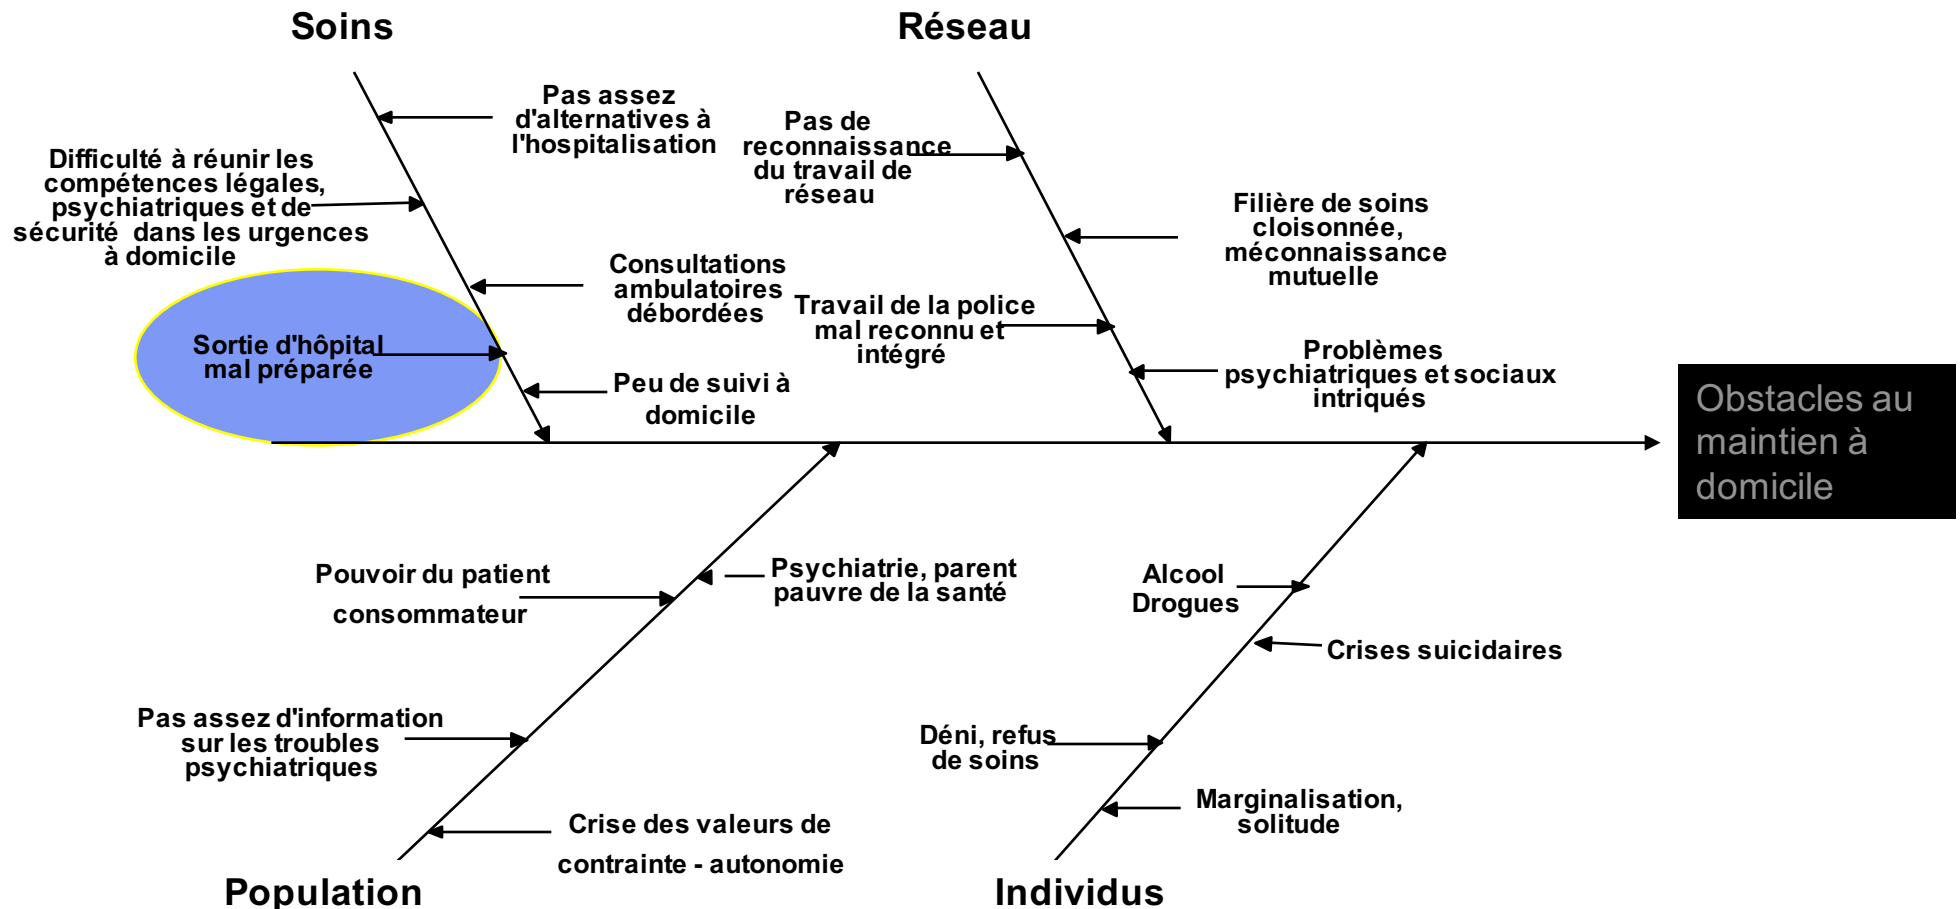 Soins
Réseau
Pas assez
d'alternatives à
l'hospitalisation
Difficulté à réunir les
compétences légales,
psychiatriques et de
sécurité dans les urgences
à domicile
Consultations
ambulatoires
débordées
Sortie d'hôpital
mal préparée
Peu de suivi à
domicile
Pas de
reconnaissance
du travail de
réseau
Filière de soins
cloisonnée,
méconnaissance
mutuelle
Travail de la police
mal reconnu et
intégré
Problèmes
psychiatriques et sociaux
intriqués
Obstacles au
maintien à
domicile
Pouvoir du patient
consommateur
Psychiatrie, parent
pauvre de la santé
Pas assez d'information
sur les troubles
psychiatriques
Crise des valeurs de
contrainte - autonomie
Alcool
Drogues
Crises suicidaires
Déni, refus
de soins
Marginalisation,
solitude
Population
Individus